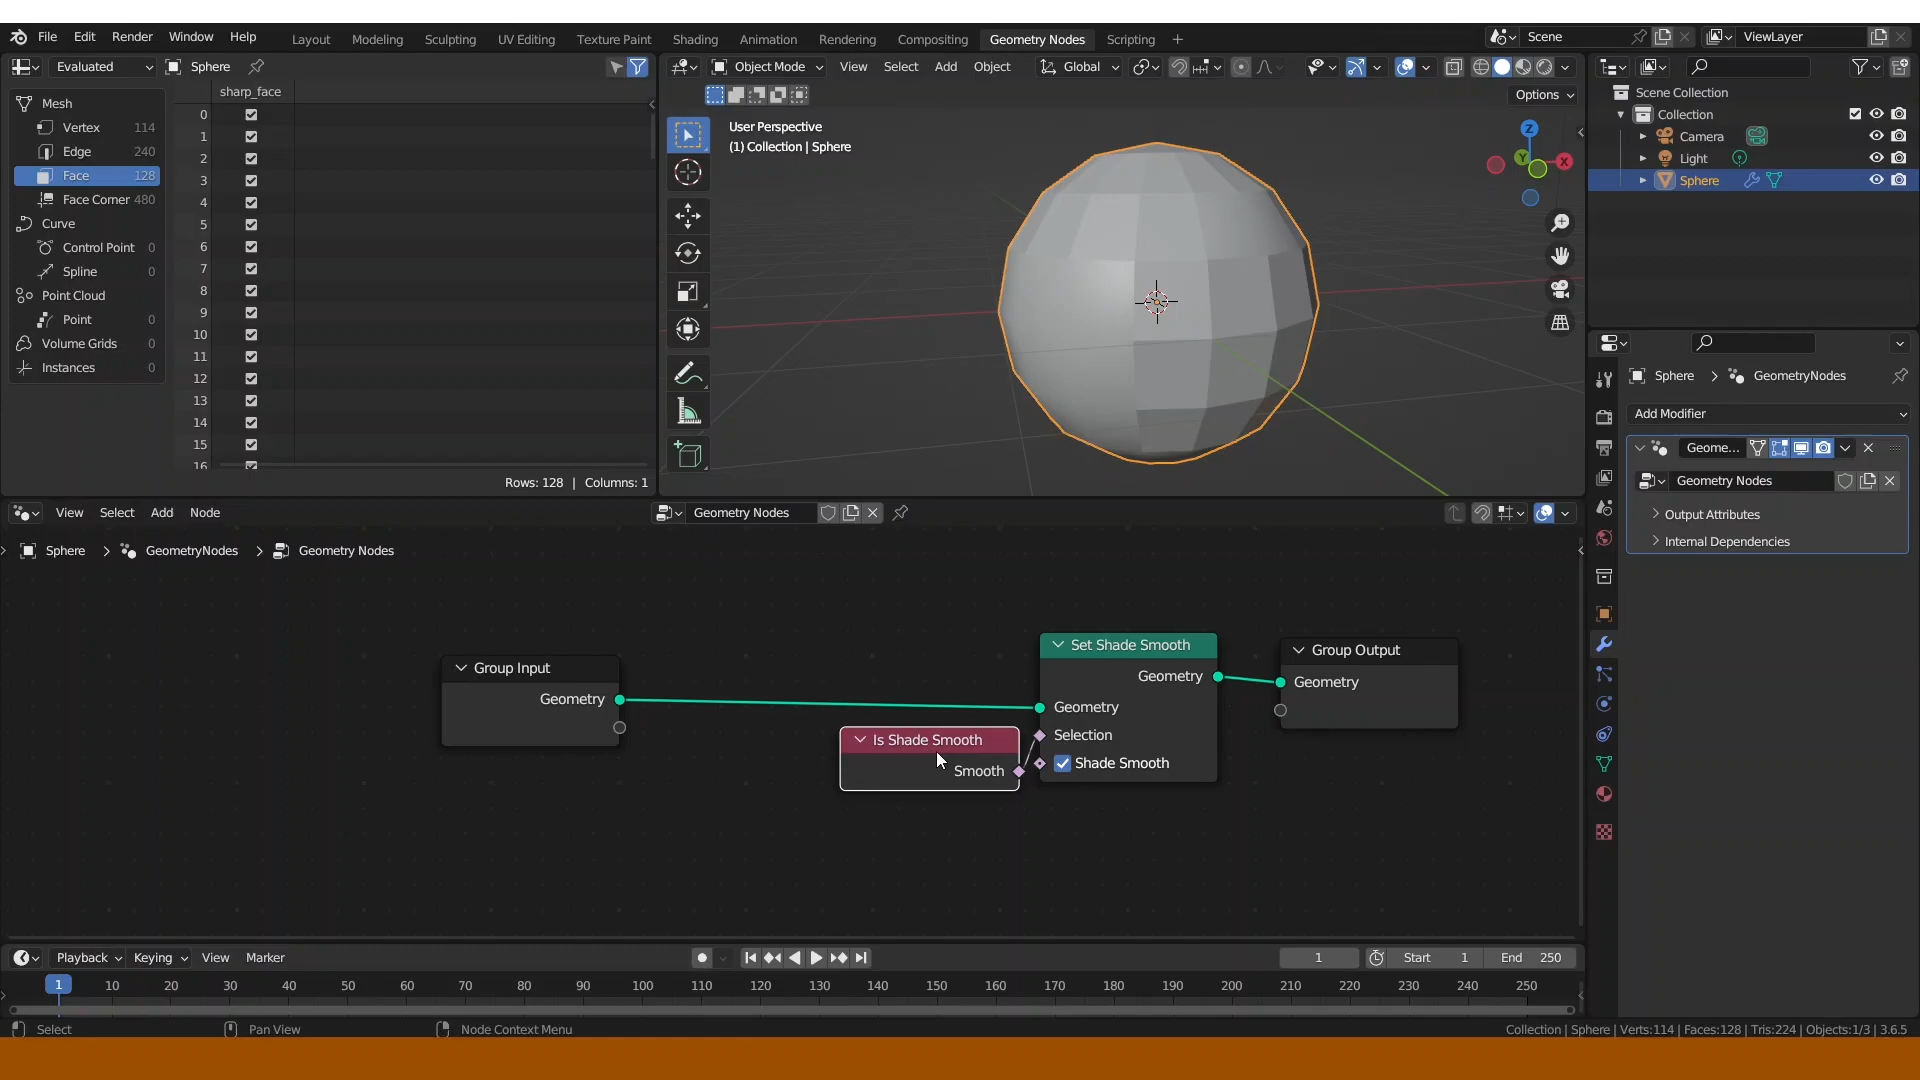 File Edit Render Window Help Layout Modeling Sculpting UV Editing Texture Paint Shading Animation Rendering Compositing Geometry Nodes Scripting + Scene ViewLayer
Evaluated Sphere
sharp_face
Mesh
Vertex 114
Edge 240
Face 128
Face Corner 480
Curve
Control Point 0
Spline 0
Point Cloud
Point 0
Volume Grids 0
Instances 0
0
1
2
3
4
5
6
7
8
9
10
11
12
13
14
15
16
Rows: 128 | Columns: 1
Object Mode View Select Add Object Global
Options
User Perspective
(1) Collection | Sphere
Z
Y
X
Scene Collection
Collection
Camera
Light
Sphere
Sphere > GeometryNodes
Add Modifier
Geome...
Geometry Nodes
Output Attributes
Internal Dependencies
View Select Add Node Geometry Nodes
Sphere > GeometryNodes > Geometry Nodes
Group Input
Geometry
Is Shade Smooth
Smooth
Set Shade Smooth
Geometry
Geometry
Selection
Shade Smooth
Group Output
Geometry
Playback Keying View Marker 1 Start 1 End 250
1 10 20 30 40 50 60 70 80 90 100 110 120 130 140 150 160 170 180 190 200 210 220 230 240 250
Select Pan View Node Context Menu Collection | Sphere | Verts:114 | Faces:128 | Tris:224 | Objects:1/3 | 3.6.5